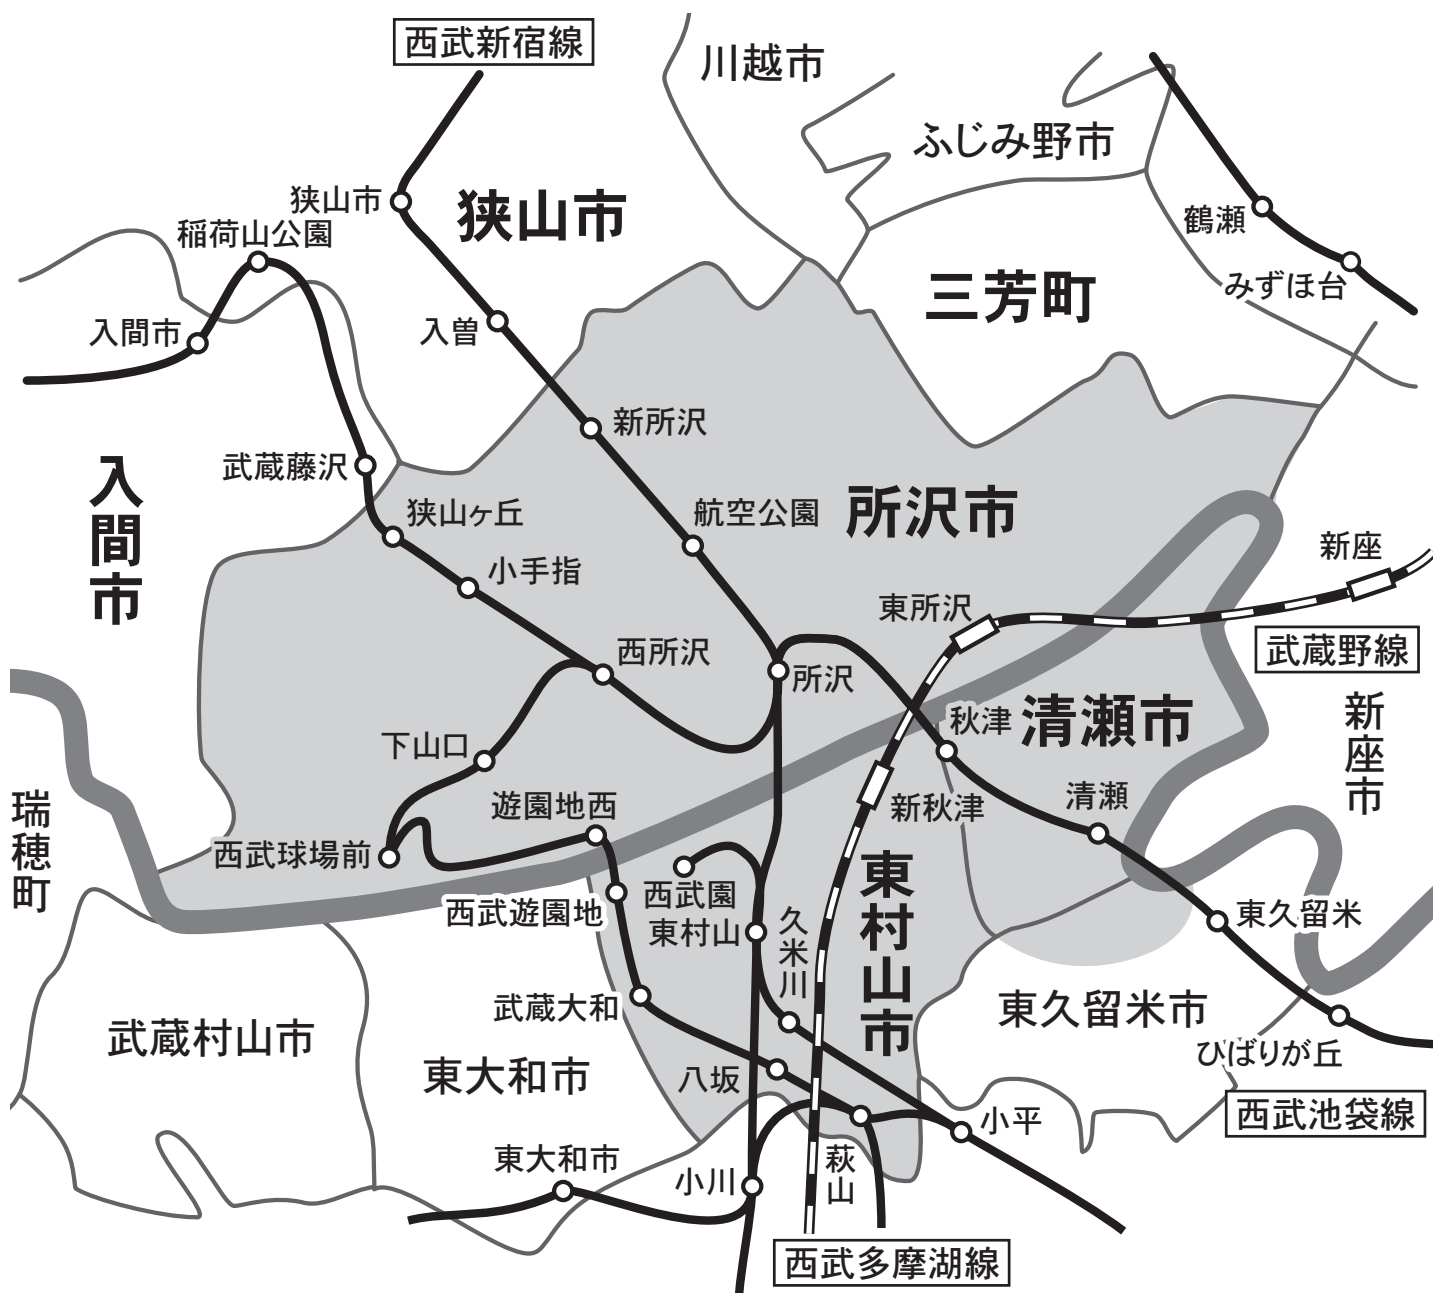 西武新宿線
川越市
ふじみ野市
狭山市
狭山市
稲荷山公園
鶴瀬
みずほ台
三芳町
入間市
入曽
新所沢
武蔵藤沢
入間市
狭山ヶ丘
航空公園
所沢市
小手指
新座
東所沢
西所沢
所沢
武蔵野線
秋津
清瀬市
新座市
下山口
瑞穂町
遊園地西
新秋津
清瀬
西武球場前
西武園
東村山市
西武遊園地
東村山
久米川
東久留米
武蔵大和
東久留米市
武蔵村山市
東大和市
八坂
ひばりが丘
西武池袋線
小平
東大和市
小川
萩山
西武多摩湖線